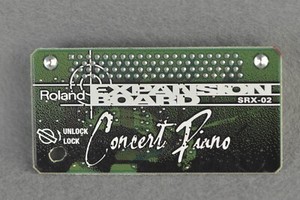 Roland EXPANSION
BOARD
SRX-02
UNLOCK
LOCK
Concert Piano